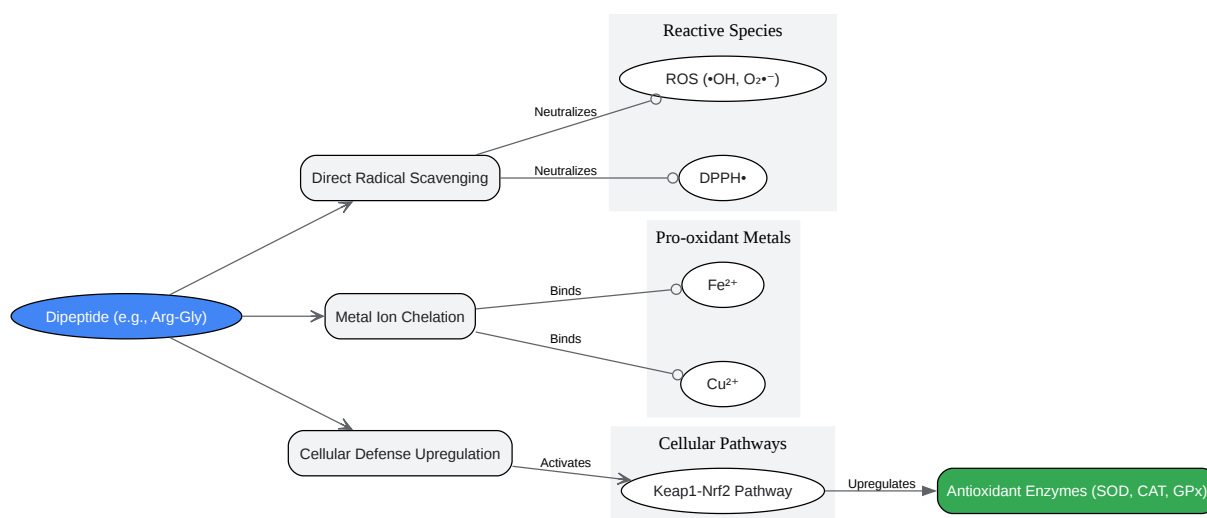 Reactive Species
ROS (•OH, O₂•⁻)
Neutralizes
Neutralizes
DPPH•
Direct Radical Scavenging
Pro-oxidant Metals
Fe²⁺
Binds
Dipeptide (e.g., Arg-Gly)
Metal Ion Chelation
Binds
Cu²⁺
Cellular Pathways
Cellular Defense Upregulation
Activates
Keap1-Nrf2 Pathway
Upregulates
Antioxidant Enzymes (SOD, CAT, GPx)